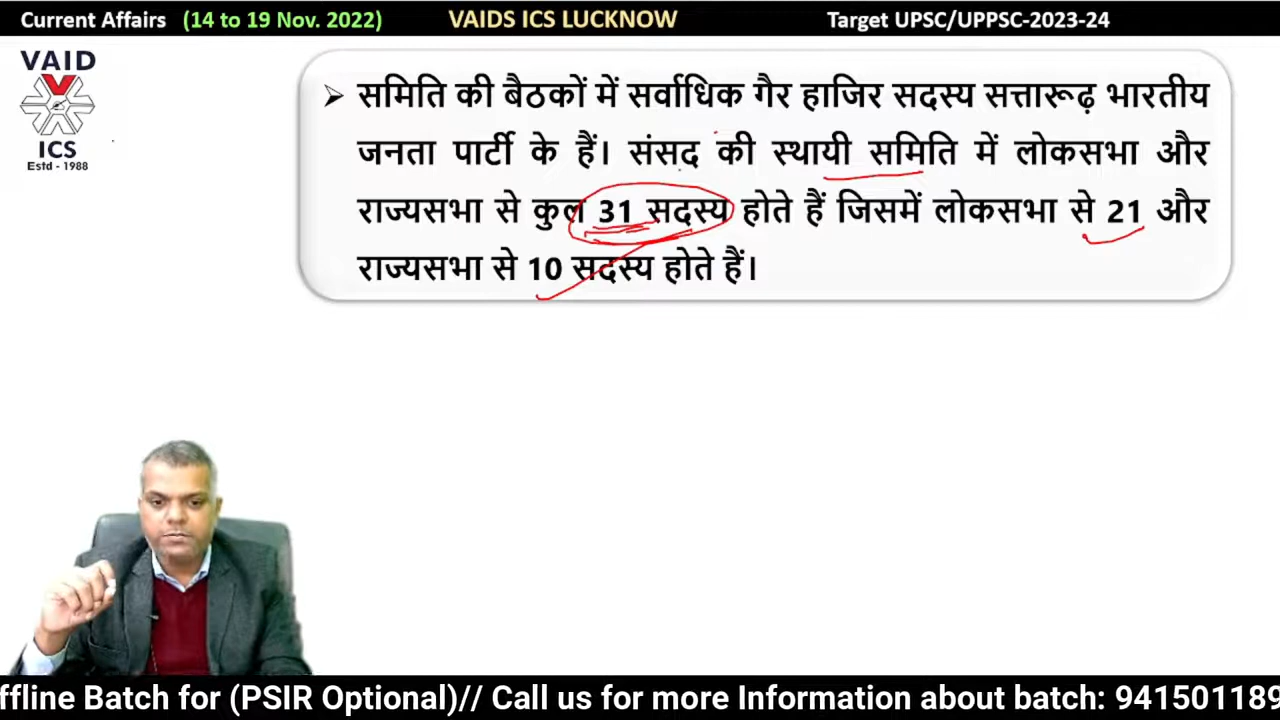 Current Affairs (14 to 19 Nov. 2022) VAIDS ICS LUCKNOW Target UPSC/UPPSC-2023-24
VAID
ICS
Estd - 1988
➢ समिति की बैठकों में सर्वाधिक गैर हाजिर सदस्य सत्तारूढ़ भारतीय
जनता पार्टी के हैं। संसद की स्थायी समिति में लोकसभा और
राज्यसभा से कुल 31 सदस्य होते हैं जिसमें लोकसभा से 21 और
राज्यसभा से 10 सदस्य होते हैं।
ffline Batch for (PSIR Optional)// Call us for more Information about batch: 941501189